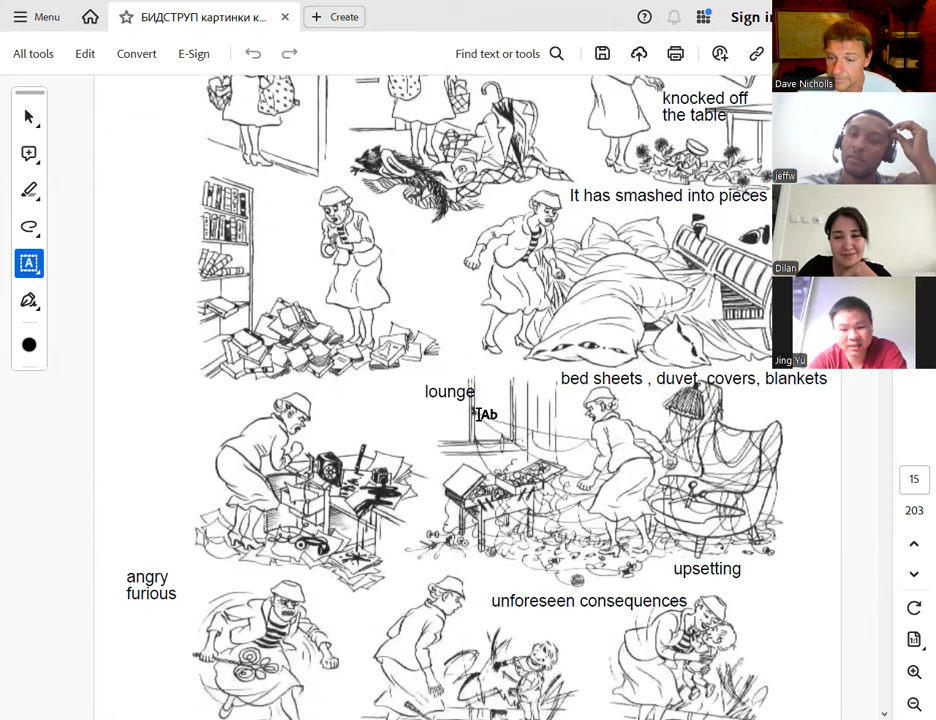 Menu
БИДСТРУП картинки к...
Create
Sign in
All tools
Edit
Convert
E-Sign
Find text or tools
Dave Nicholls
jeffw
Dilan
Jing Yu
knocked off
the table
It has smashed into pieces
bed sheets , duvet, covers, blankets
lounge
Ab
upsetting
angry
furious
unforeseen consequences
A
15
203
1:1